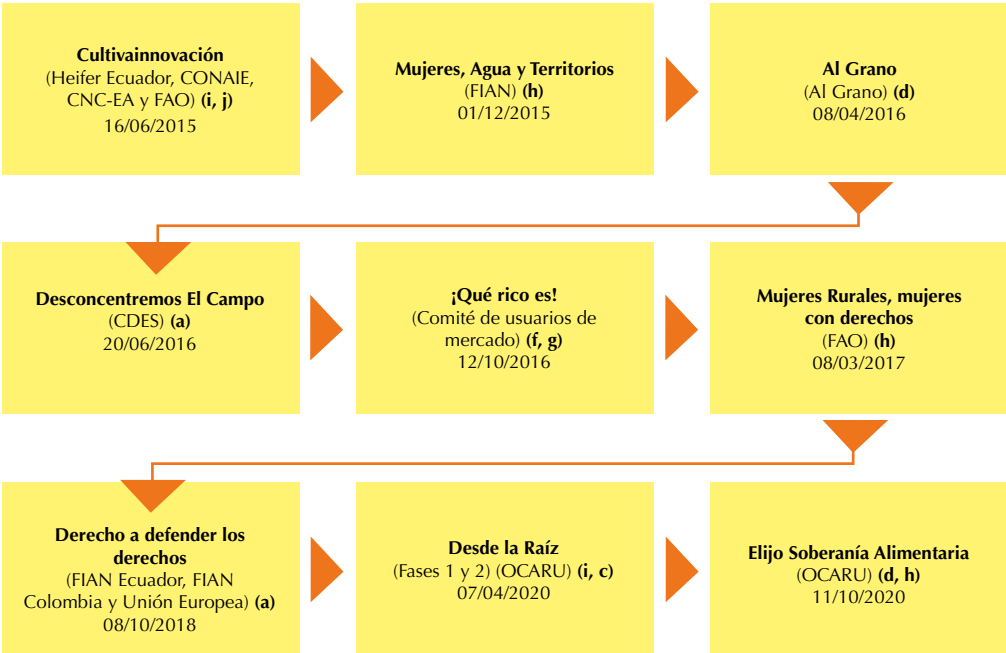 Cultivainnovación
(Heifer Ecuador, CONAIE,
CNC-EA y FAO) (i, j)
16/06/2015
Mujeres, Agua y Territorios
(FIAN) (h)
01/12/2015
Al Grano
(Al Grano) (d)
08/04/2016
Desconcentremos El Campo
(CDES) (a)
20/06/2016
¡Qué rico es!
(Comité de usuarios de
mercado) (f, g)
12/10/2016
Mujeres Rurales, mujeres
con derechos
(FAO) (h)
08/03/2017
Derecho a defender los
derechos
(FIAN Ecuador, FIAN
Colombia y Unión Europea) (a)
08/10/2018
Desde la Raíz
(Fases 1 y 2) (OCARU) (i, c)
07/04/2020
Elijo Soberanía Alimentaria
(OCARU) (d, h)
11/10/2020